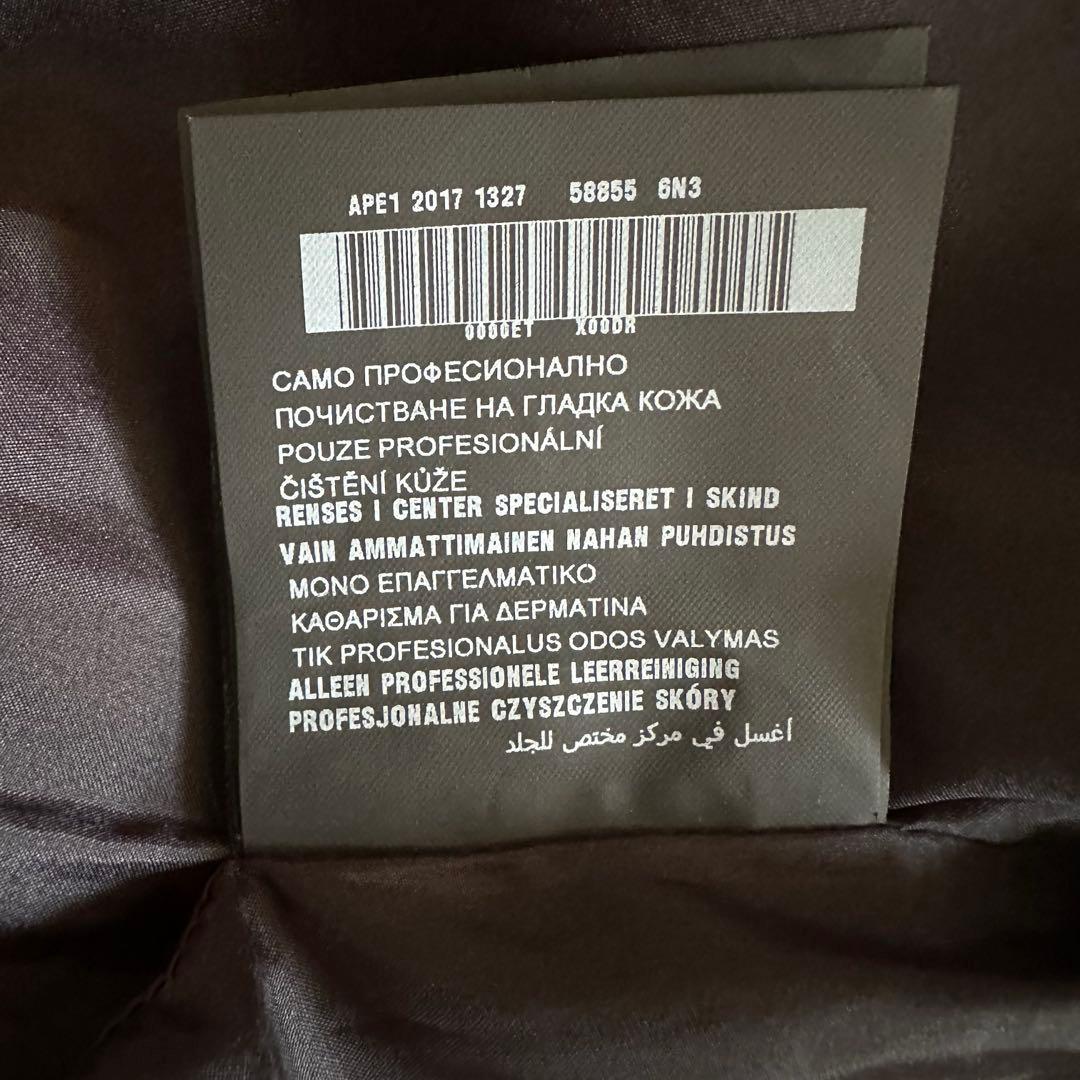 APE1 2017 1327 58855 6N3
0000ET X00DR
САМО ПРОФЕСИОНАЛНО
ПОЧИСТВАНЕ НА ГЛАДКА КОЖА
POUZE PROFESIONÁLNÍ
ČIŠTĚNÍ KŮŽE
RENSES I CENTER SPECIALISERET I SKIND
VAIN AMMATTIMAINEN NAHAN PUHDISTUS
ΜΟΝΟ ΕΠΑΓΓΕΛΜΑΤΙΚΟ
ΚΑΘΑΡΙΣΜΑ ΓΙΑ ΔΕΡΜΑΤΙΝΑ
TIK PROFESIONALUS ODOS VALYMAS
ALLEEN PROFESSIONELE LEERREINIGING
PROFESJONALNE CZYSZCZENIE SKÓRY
أغسل في مركز مختص للجلد